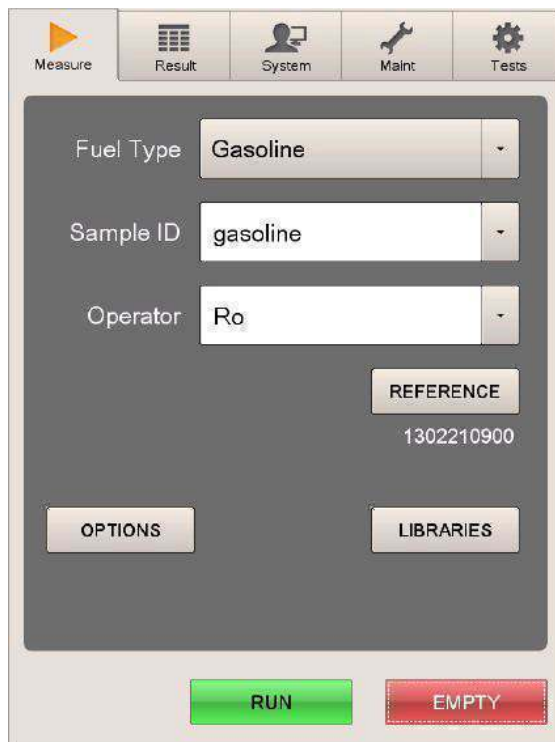 Measure Result System Maint Tests
Fuel Type Gasoline
Sample ID gasoline
Operator Ro
REFERENCE
1302210900
OPTIONS LIBRARIES
RUN EMPTY